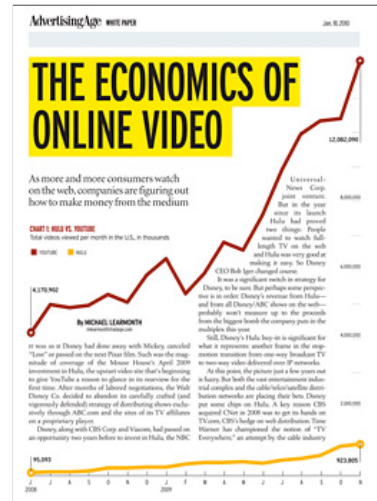 Advertising Age WHITE PAPER
Jan. 18, 2010
THE ECONOMICS OF
ONLINE VIDEO
As more and more consumers watch
on the web, companies are figuring out
how to make money from the medium
CHART 1: HULU VS. YOUTUBE
Total videos viewed per month in the U.S., in thousands
YOUTUBE
HULU
12,082,090
8,000,000
6,000,000
4,000,000
2,000,000
4,170,902
95,093
923,805
By MICHAEL LEARMONTH
mlearmonth@adage.com
IT WAS as if Disney had done away with Mickey, canceled
"Lost" or passed on the next Pixar film. Such was the mag-
nitude of coverage of the Mouse House's April 2009
investment in Hulu, the upstart video site that's beginning
to give YouTube a reason to glance in its rearview for the
first time. After months of labored negotiations, the Walt
Disney Co. decided to abandon its carefully crafted (and
vigorously defended) strategy of distributing shows exclu-
sively through ABC.com and the sites of its TV affiliates
on a proprietary player.
Disney, along with CBS Corp. and Viacom, had passed on
an opportunity two years before to invest in Hulu, the NBC
Universal-
News Corp.
joint venture.
But in the year
since its launch
Hulu had proved
two things: People
wanted to watch full-
length TV on the web
and Hulu was very good at
making it easy. So Disney
CEO Bob Iger changed course.
It was a significant switch in strategy for
Disney, to be sure. But perhaps some perspec-
tive is in order: Disney's revenue from Hulu—
and from all Disney/ABC shows on the web—
probably won't measure up to the proceeds
from the biggest bomb the company puts in the
multiplex this year.
Still, Disney's Hulu buy-in is significant for
what it represents: another frame in the stop-
motion transition from one-way broadcast TV
to two-way video delivered over IP networks.
At this point, the picture just a few years out
is hazy. But both the vast entertainment indus-
trial complex and the cable/telco/satellite distri-
bution networks are placing their bets. Disney
put some chips on Hulu. A key reason CBS
acquired CNet in 2008 was to get its hands on
TV.com, CBS's hedge on web distribution. Time
Warner has championed the notion of "TV
Everywhere," an attempt by the cable industry
J J A S O N D J F M A M J J A S O N
2008
2009